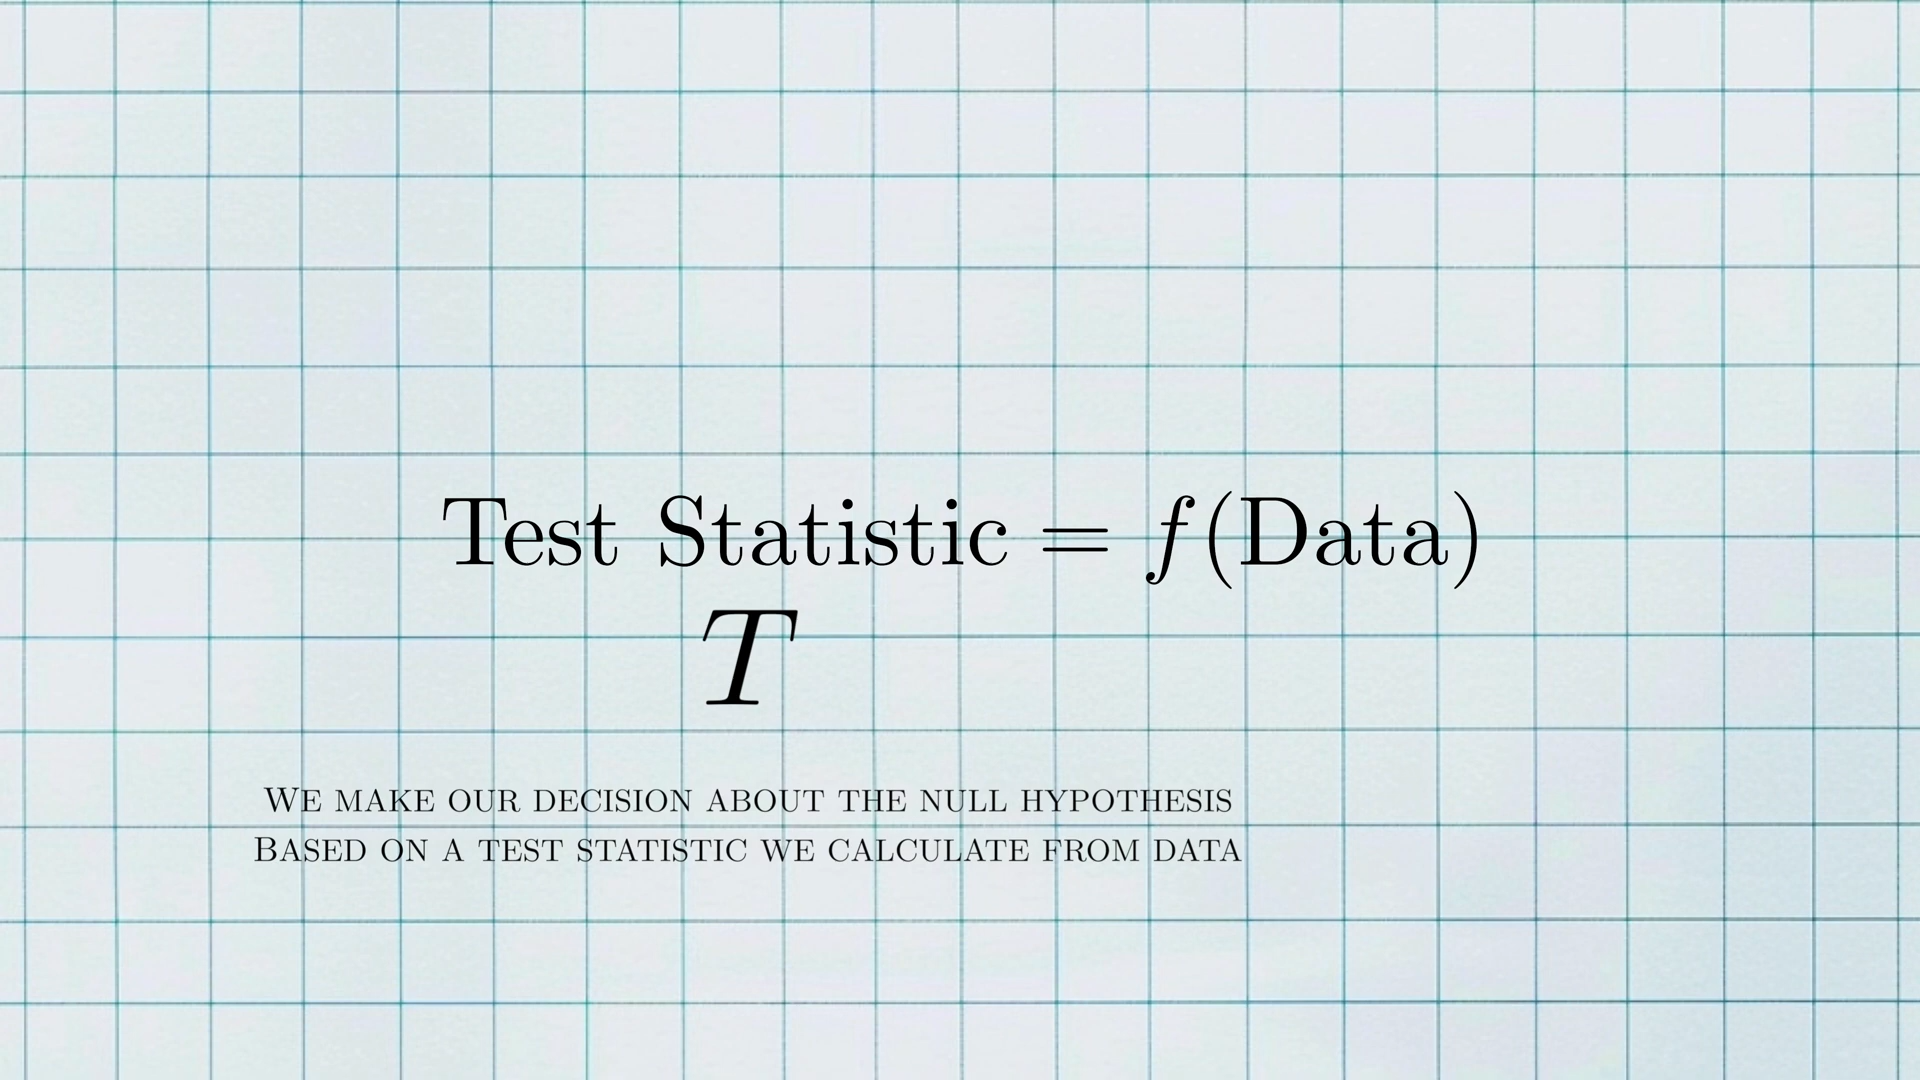 Test Statistic = f(Data)
T
We make our decision about the null hypothesis
Based on a test statistic we calculate from data